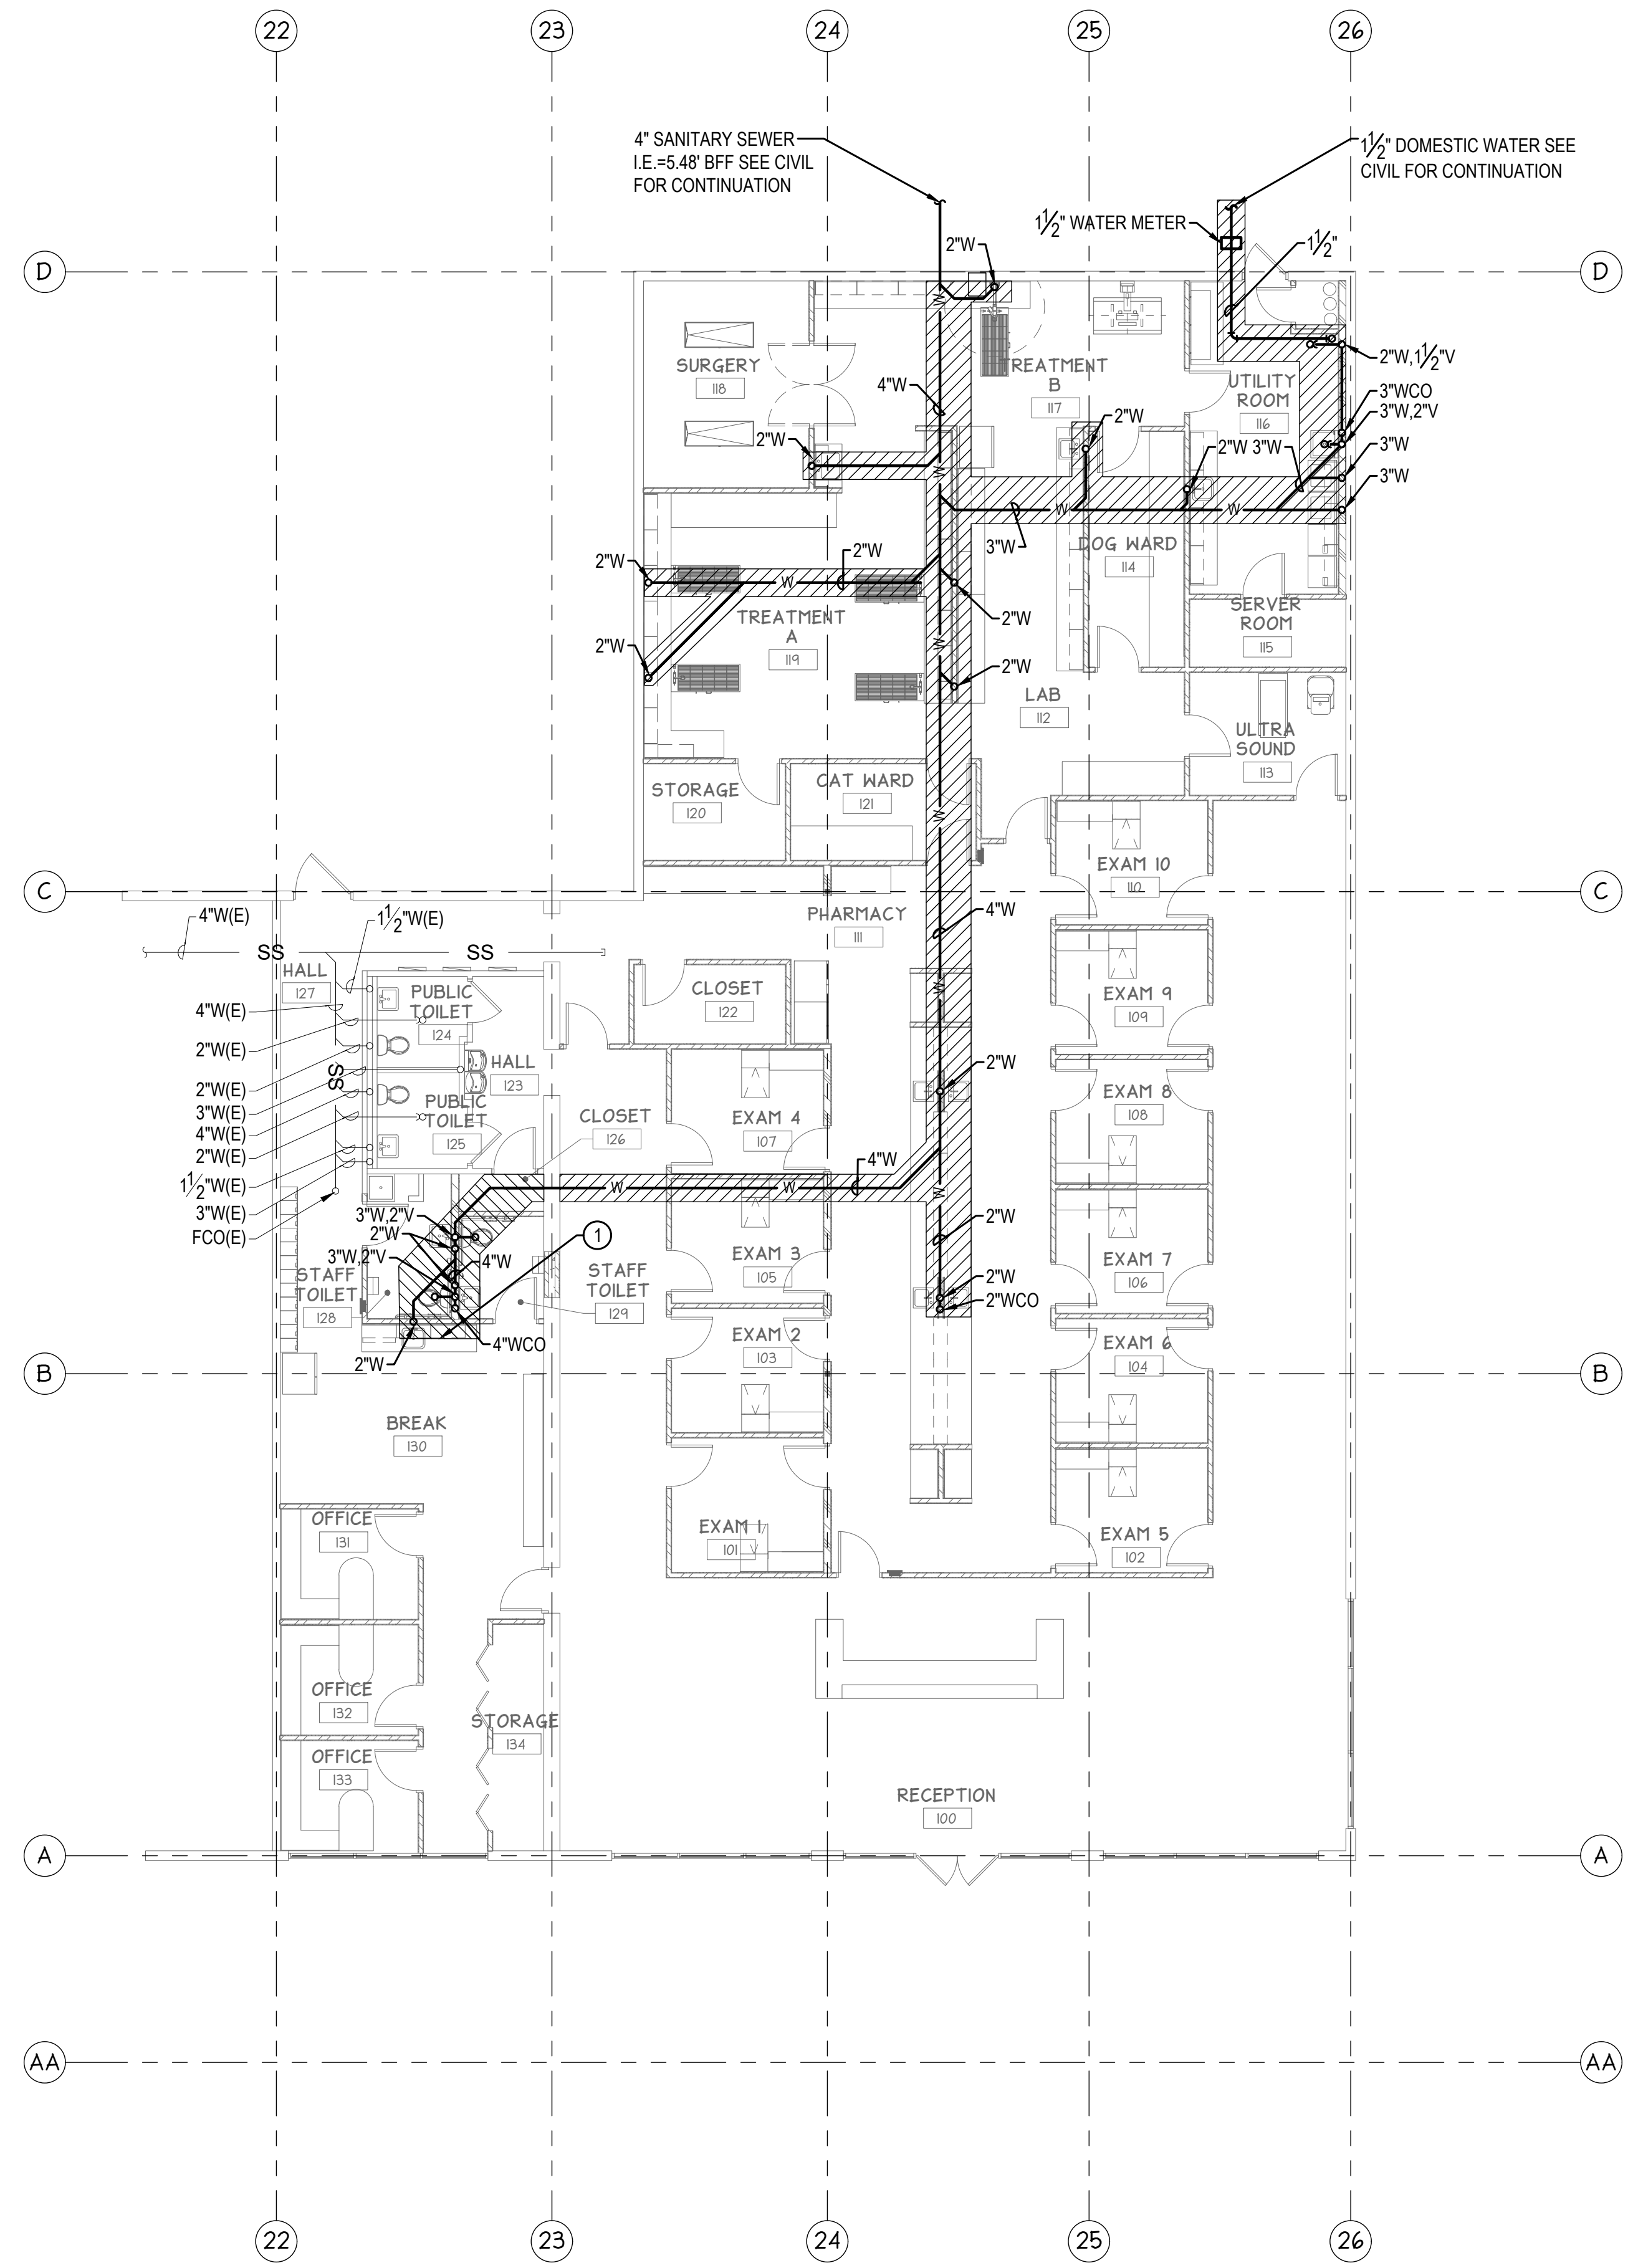 22 23 24 25 26
4" SANITARY SEWER
I.E.=5.48' BFF SEE CIVIL
FOR CONTINUATION
1½" DOMESTIC WATER SEE
CIVIL FOR CONTINUATION
1½" WATER METER
2"W
1½"
D D
2"W,1½"V
SURGERY
118
4"W
TREATMENT
B
117
UTILITY
ROOM
116
3"WCO
3"W,2"V
2"W
2"W
2"W
3"W
3"W
3"W
W
W
W
W
3"W
DOG WARD
114
2"W
2"W
W
2"W
SERVER
ROOM
115
TREATMENT
A
119
2"W
W
2"W
LAB
112
ULTRA
SOUND
113
STORAGE
120
CAT WARD
121
W
EXAM 10
110
C C
4"W(E)
1½"W(E)
PHARMACY
111
4"W
SS SS
HALL
127
PUBLIC
TOILET
124
CLOSET
122
W
EXAM 9
109
4"W(E)
2"W(E)
2"W(E)
3"W(E)
4"W(E)
2"W(E)
1½"W(E)
3"W(E)
FCO(E)
SS
HALL
123
PUBLIC
TOILET
125
CLOSET
126
EXAM 4
107
2"W
EXAM 8
108
W W
4"W
W
3"W,2"V
2"W
3"W,2"V
4"W
1
2"W
STAFF
TOILET
128
STAFF
TOILET
129
EXAM 3
105
EXAM 7
106
2"W
2"WCO
4"WCO
2"W
EXAM 2
103
EXAM 6
104
B B
BREAK
130
OFFICE
131
EXAM 1
101
EXAM 5
102
OFFICE
132
STORAGE
134
OFFICE
133
RECEPTION
100
A A
AA AA
22 23 24 25 26